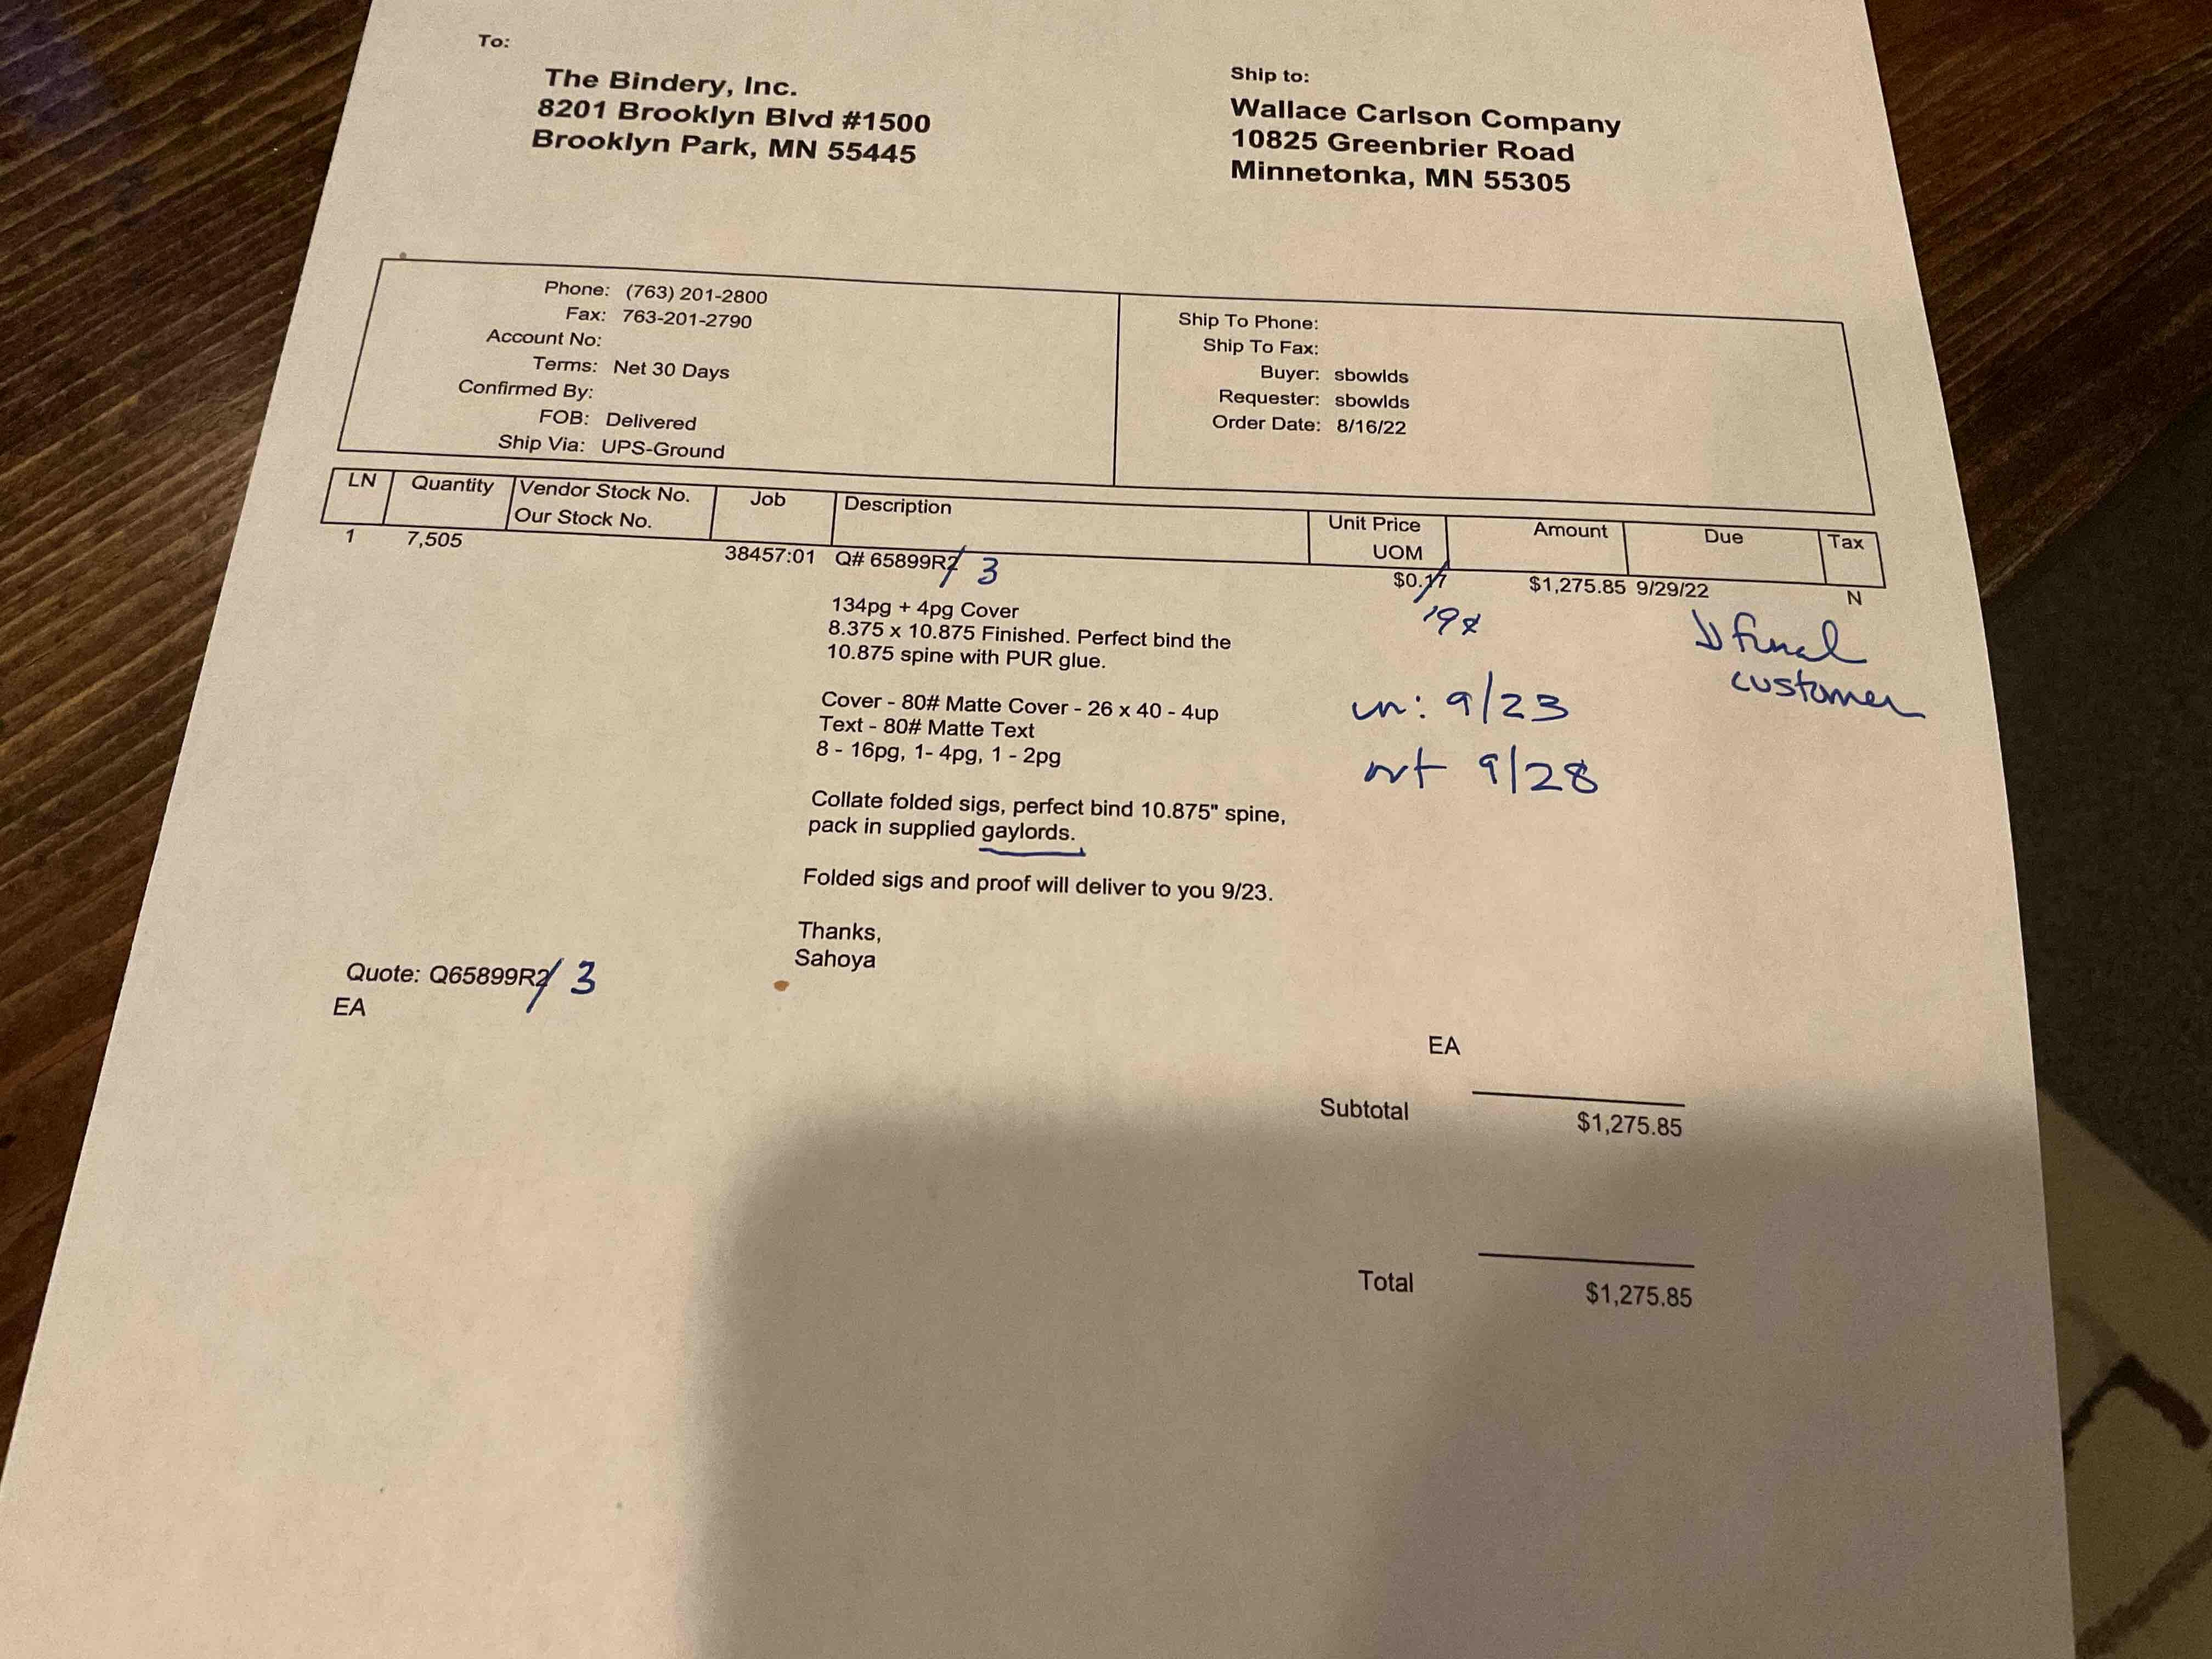 To:
The Bindery, Inc.
8201 Brooklyn Blvd #1500
Brooklyn Park, MN 55445
Ship to:
Wallace Carlson Company
10825 Greenbrier Road
Minnetonka, MN 55305
Phone: (763) 201-2800
Fax: 763-201-2790
Account No:
Terms: Net 30 Days
Confirmed By:
FOB: Delivered
Ship Via: UPS-Ground
Ship To Phone:
Ship To Fax:
Buyer: sbowlds
Requester: sbowlds
Order Date: 8/16/22
LN Quantity Vendor Stock No. Job Description Unit Price Amount Due Tax
Our Stock No. UOM
1 7,505 38457:01 Q# 65899R2 3 $0.17 $1,275.85 9/29/22 N
19¢
final
customer
134pg + 4pg Cover
8.375 x 10.875 Finished. Perfect bind the
10.875 spine with PUR glue.
Cover - 80# Matte Cover - 26 x 40 - 4up
Text - 80# Matte Text
8 - 16pg, 1- 4pg, 1 - 2pg
in: 9/23
out 9/28
Collate folded sigs, perfect bind 10.875" spine,
pack in supplied gaylords.
Folded sigs and proof will deliver to you 9/23.
Thanks,
Sahoya
Quote: Q65899R2 3
EA
EA
Subtotal $1,275.85
Total $1,275.85